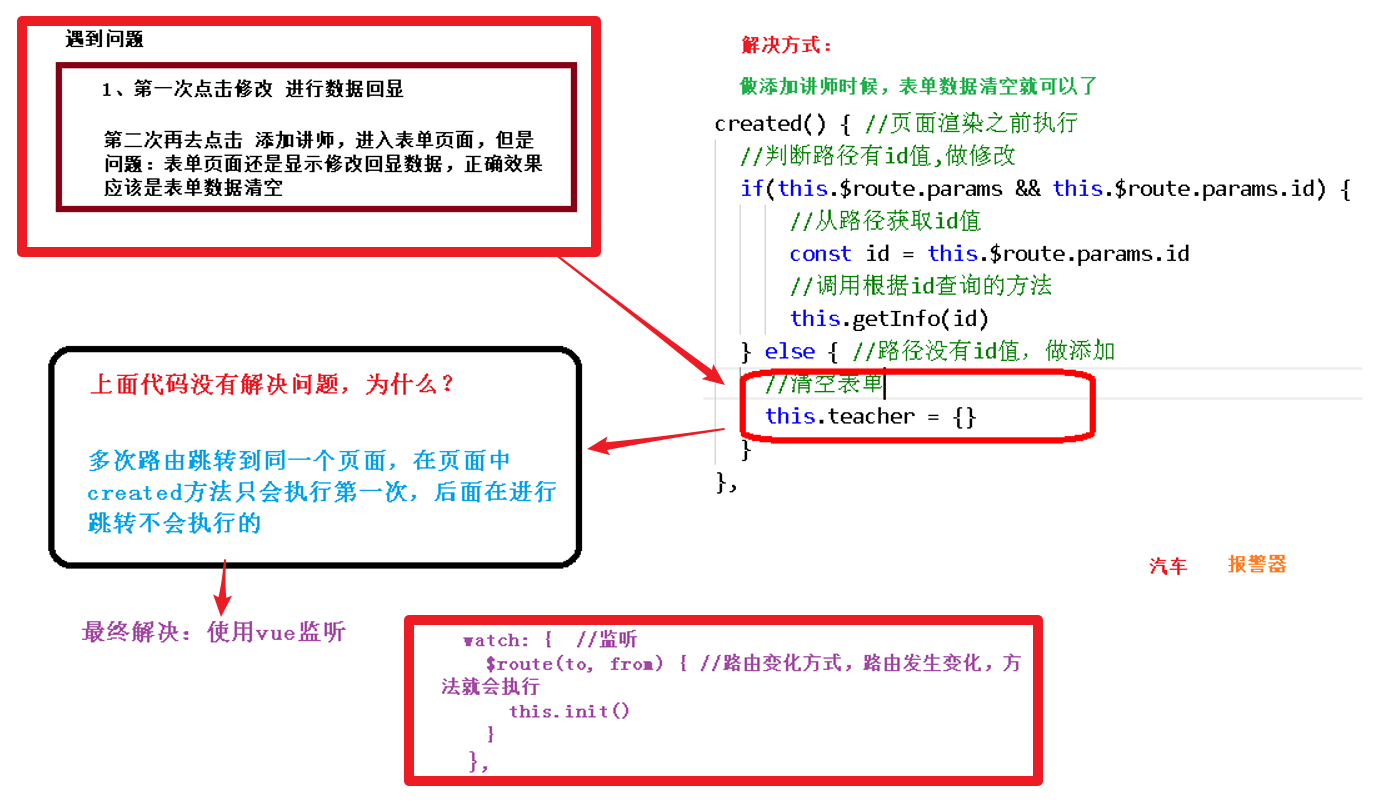 遇到问题
1、第一次点击修改 进行数据回显
第二次再去点击 添加讲师，进入表单页面，但是
问题：表单页面还是显示修改回显数据，正确效果
应该是表单数据清空
解决方式：
做添加讲师时候，表单数据清空就可以了
created() { //页面渲染之前执行
//判断路径有id值,做修改
if(this.$route.params && this.$route.params.id) {
//从路径获取id值
const id = this.$route.params.id
//调用根据id查询的方法
this.getInfo(id)
} else { //路径没有id值，做添加
//清空表单
this.teacher = {}
}
},
上面代码没有解决问题，为什么？
多次路由跳转到同一个页面，在页面中
created方法只会执行第一次，后面在进行
跳转不会执行的
汽车 报警器
最终解决：使用vue监听
watch: { //监听
$route(to, from) { //路由变化方式，路由发生变化，方
法就会执行
this.init()
}
},